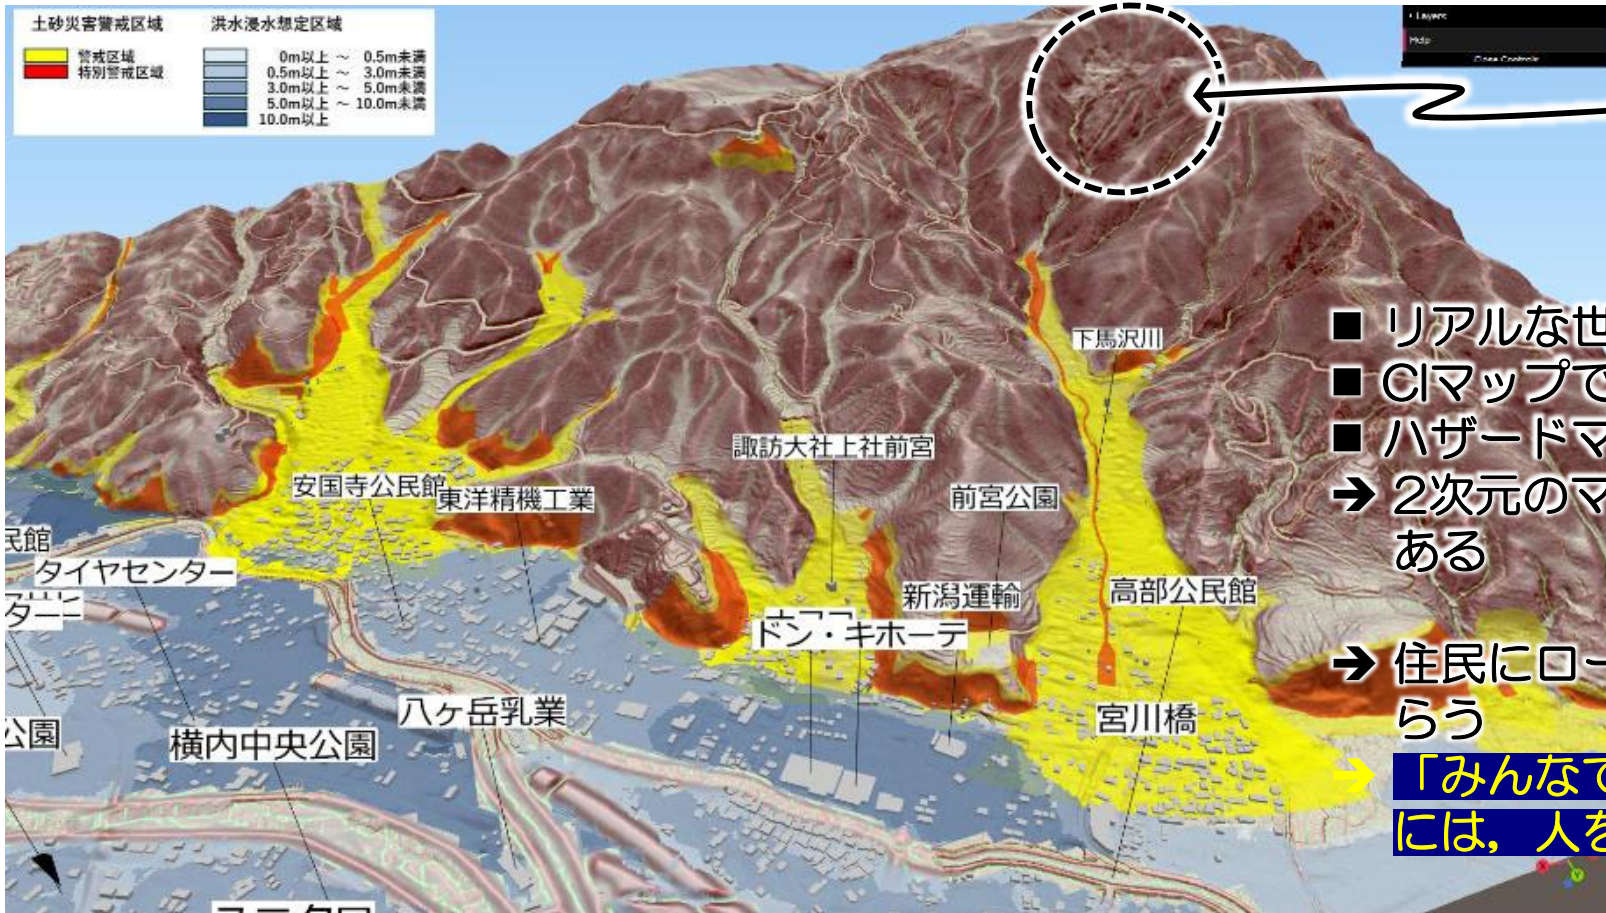 土砂災害警戒区域
警戒区域
特別警戒区域
洪水浸水想定区域
0m以上 ～ 0.5m未満
0.5m以上 ～ 3.0m未満
3.0m以上 ～ 5.0m未満
5.0m以上 ～ 10.0m未満
10.0m以上
Layers
Help
Close Controls
下馬沢川
諏訪大社上社前宮
安国寺公民館
東洋精機工業
前宮公園
民館
タイヤセンター
ター
新潟運輸
高部公民館
ドン・キホーテ
八ヶ岳乳業
宮川橋
公園
横内中央公園
■ リアルな世
■ CIマップで
■ ハザードマ
➔ 2次元のマ
ある
➔ 住民にロー
らう
➔ 「みんなで
には，人を
X
Y